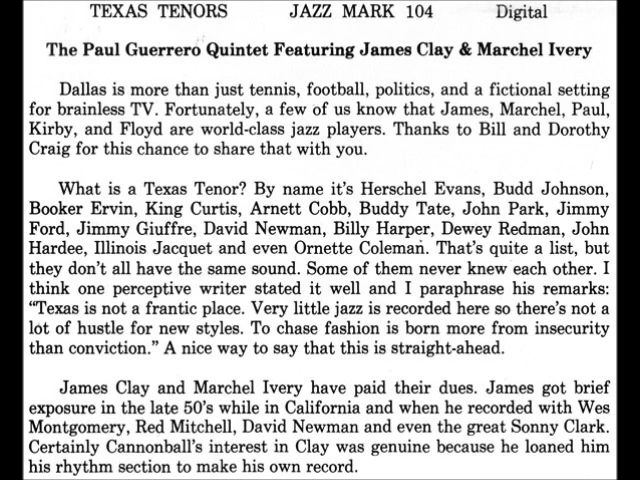 TEXAS TENORS JAZZ MARK 104 Digital
The Paul Guerrero Quintet Featuring James Clay & Marchel Ivery
Dallas is more than just tennis, football, politics, and a fictional setting
for brainless TV. Fortunately, a few of us know that James, Marchel, Paul,
Kirby, and Floyd are world-class jazz players. Thanks to Bill and Dorothy
Craig for this chance to share that with you.
What is a Texas Tenor? By name it's Herschel Evans, Budd Johnson,
Booker Ervin, King Curtis, Arnett Cobb, Buddy Tate, John Park, Jimmy
Ford, Jimmy Giuffre, David Newman, Billy Harper, Dewey Redman, John
Hardee, Illinois Jacquet and even Ornette Coleman. That's quite a list, but
they don't all have the same sound. Some of them never knew each other. I
think one perceptive writer stated it well and I paraphrase his remarks:
“Texas is not a frantic place. Very little jazz is recorded here so there's not a
lot of hustle for new styles. To chase fashion is born more from insecurity
than conviction.” A nice way to say that this is straight-ahead.
James Clay and Marchel Ivery have paid their dues. James got brief
exposure in the late 50's while in California and when he recorded with Wes
Montgomery, Red Mitchell, David Newman and even the great Sonny Clark.
Certainly Cannonball's interest in Clay was genuine because he loaned him
his rhythm section to make his own record.